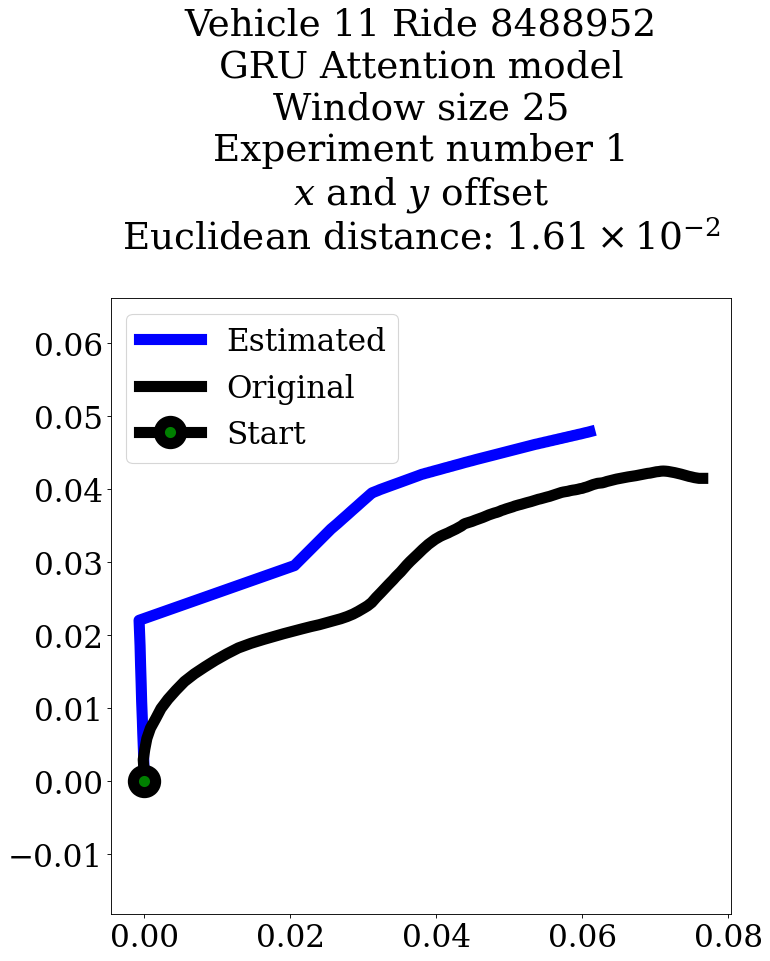 Vehicle 11 Ride 8488952
GRU Attention model
Window size 25
Experiment number 1
x and y offset
Euclidean distance: 1.61 × 10⁻²
Estimated
Original
Start
0.06
0.05
0.04
0.03
0.02
0.01
0.00
−0.01
0.00 0.02 0.04 0.06 0.08